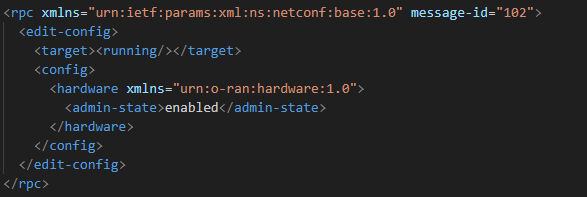 <rpc xmlns="urn:ietf:params:xml:ns:netconf:base:1.0" message-id="102">
  <edit-config>
    <target><running/></target>
    <config>
      <hardware xmlns="urn:o-ran:hardware:1.0">
        <admin-state>enabled</admin-state>
      </hardware>
    </config>
  </edit-config>
</rpc>